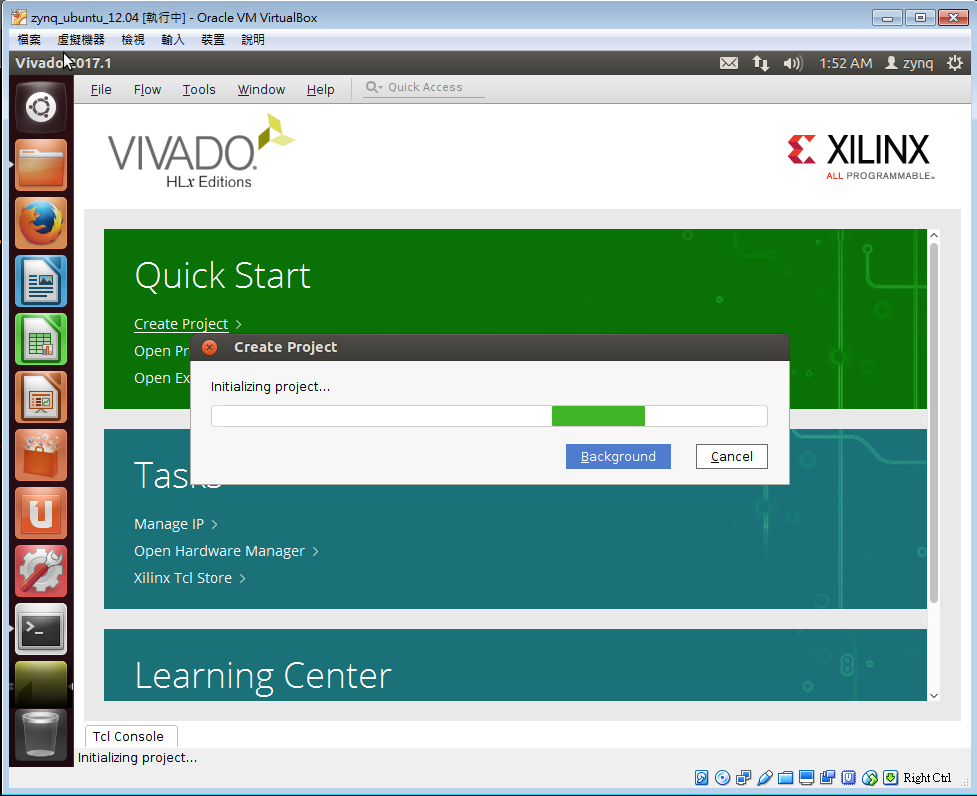 zynq_ubuntu_12.04 [執行中] - Oracle VM VirtualBox
檔案 虛擬機器 檢視 輸入 裝置 說明
Vivado 2017.1 1:52 AM zynq
File Flow Tools Window Help Quick Access
VIVADO.
HLx Editions
XILINX
ALL PROGRAMMABLE™
Quick Start
Create Project >
Open Pr
Open Ex
Create Project
Initializing project...
Background Cancel
Tasks
Manage IP >
Open Hardware Manager >
Xilinx Tcl Store >
Learning Center
Tcl Console
Initializing project...
Right Ctrl